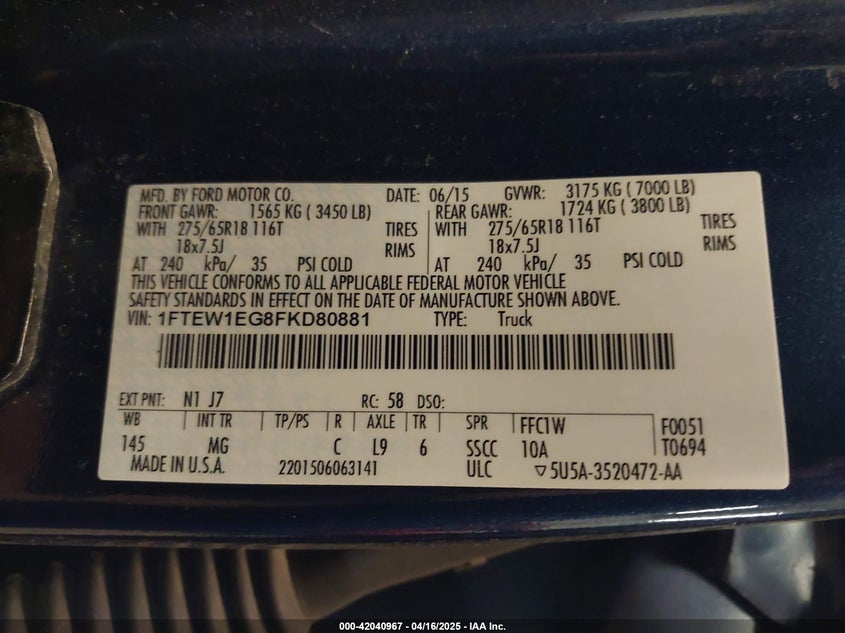 MFD. BY FORD MOTOR CO. DATE: 06/15 GVWR: 3175 KG ( 7000 LB)
FRONT GAWR: 1565 KG ( 3450 LB) REAR GAWR: 1724 KG ( 3800 LB)
WITH 275/65R18 116T TIRES WITH 275/65R18 116T TIRES
18x7.5J RIMS 18x7.5J RIMS
AT 240 kPa/ 35 PSI COLD AT 240 kPa/ 35 PSI COLD
THIS VEHICLE CONFORMS TO ALL APPLICABLE FEDERAL MOTOR VEHICLE
SAFETY STANDARDS IN EFFECT ON THE DATE OF MANUFACTURE SHOWN ABOVE.
VIN: 1FTEW1EG8FKD80881 TYPE: Truck
EXT PNT: N1 J7 RC: 58 DSO:
WB INT TR TP/PS R AXLE TR SPR FFC1W F0051
145 MG C L9 6 SSCC 10A T0694
MADE IN U.S.A. 2201506063141 ULC ▽5U5A-3520472-AA
000-42040967 - 04/16/2025 - IAA Inc.